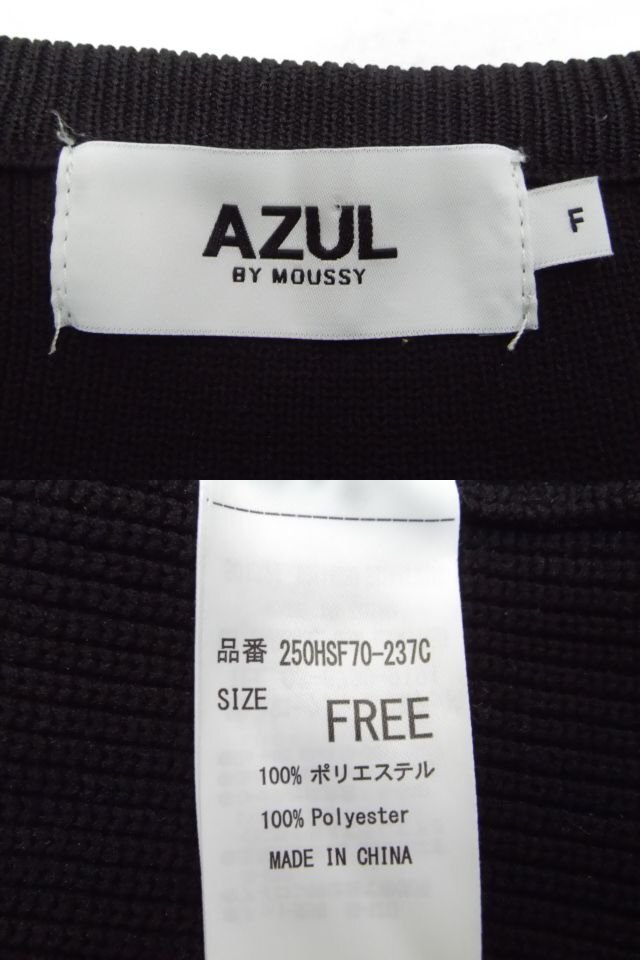 AZUL
BY MOUSSY
F
品番 250HSF70-237C
SIZE
FREE
100% ポリエステル
100% Polyester
MADE IN CHINA